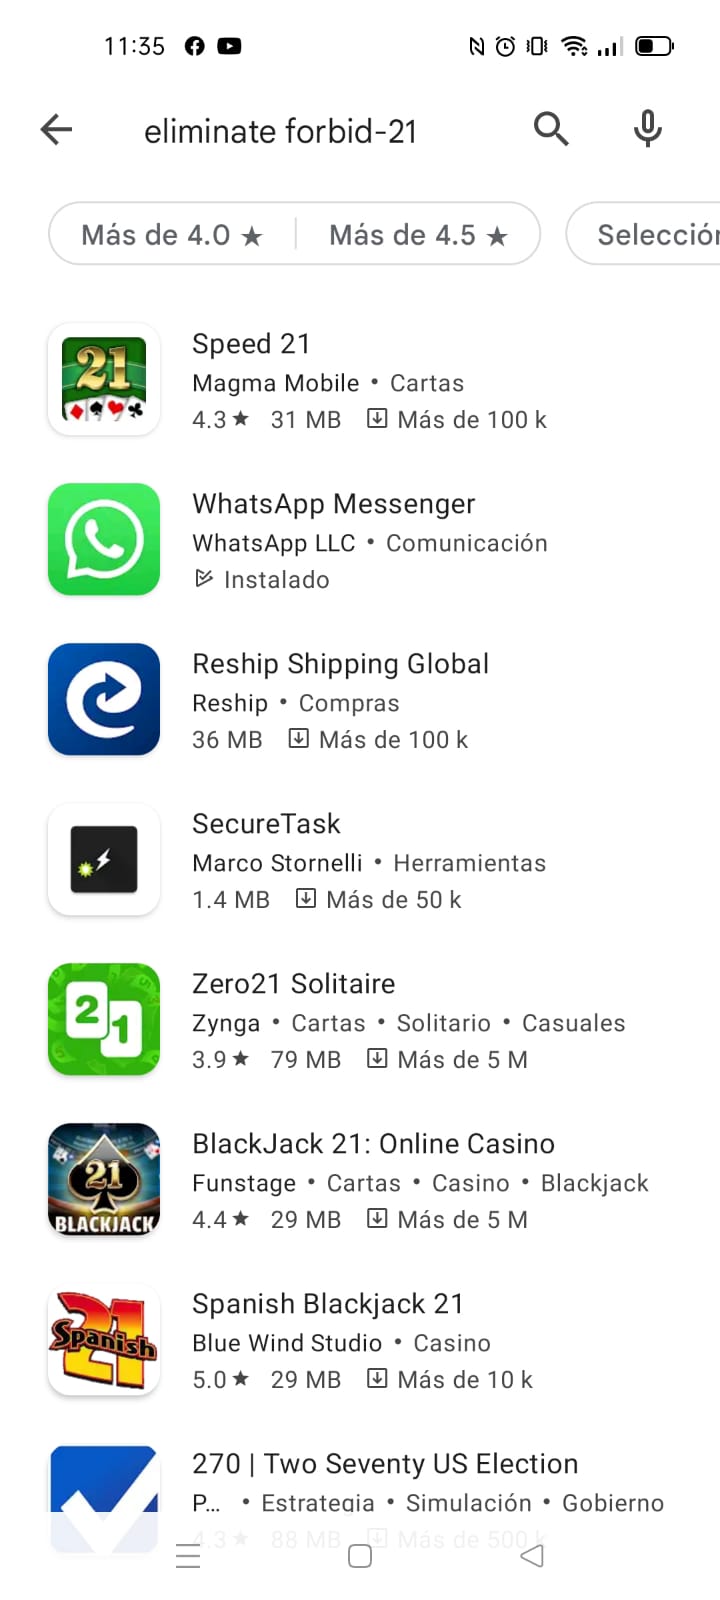 11:35
eliminate forbid-21
Más de 4.0 ★ Más de 4.5 ★ Selección
21
Speed 21
Magma Mobile • Cartas
4.3 ★ 31 MB Más de 100 k
WhatsApp Messenger
WhatsApp LLC • Comunicación
Instalado
Reship Shipping Global
Reship • Compras
36 MB Más de 100 k
SecureTask
Marco Stornelli • Herramientas
1.4 MB Más de 50 k
21
Zero21 Solitaire
Zynga • Cartas • Solitario • Casuales
3.9 ★ 79 MB Más de 5 M
21
BLACKJACK
BlackJack 21: Online Casino
Funstage • Cartas • Casino • Blackjack
4.4 ★ 29 MB Más de 5 M
21
Spanish
Spanish Blackjack 21
Blue Wind Studio • Casino
5.0 ★ 29 MB Más de 10 k
270 | Two Seventy US Election
P... • Estrategia • Simulación • Gobierno
4.3 ★ 88 MB Más de 500 k